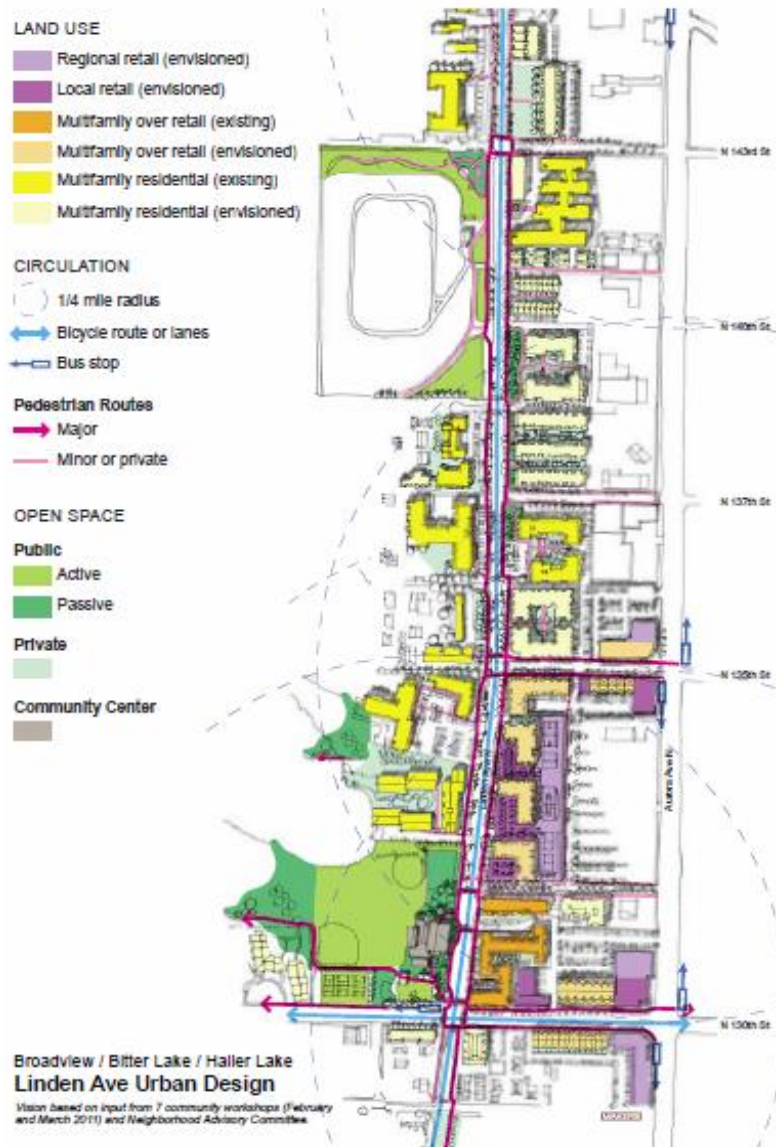 LAND USE
Regional retail (envisioned)
Local retail (envisioned)
Multifamily over retail (existing)
Multifamily over retail (envisioned)
Multifamily residential (existing)
Multifamily residential (envisioned)
CIRCULATION
1/4 mile radius
Bicycle route or lanes
Bus stop
Pedestrian Routes
Major
Minor or private
OPEN SPACE
Public
Active
Passive
Private
Community Center
N 143rd St.
N 140th St.
N 137th St.
N 135th St.
Linden Ave N
Aurora Ave N
N 130th St.
Broadview / Bitter Lake / Haller Lake
Linden Ave Urban Design
Vision based on input from 7 community workshops (February
and March 2011) and Neighborhood Advisory Committee.
MAKERS